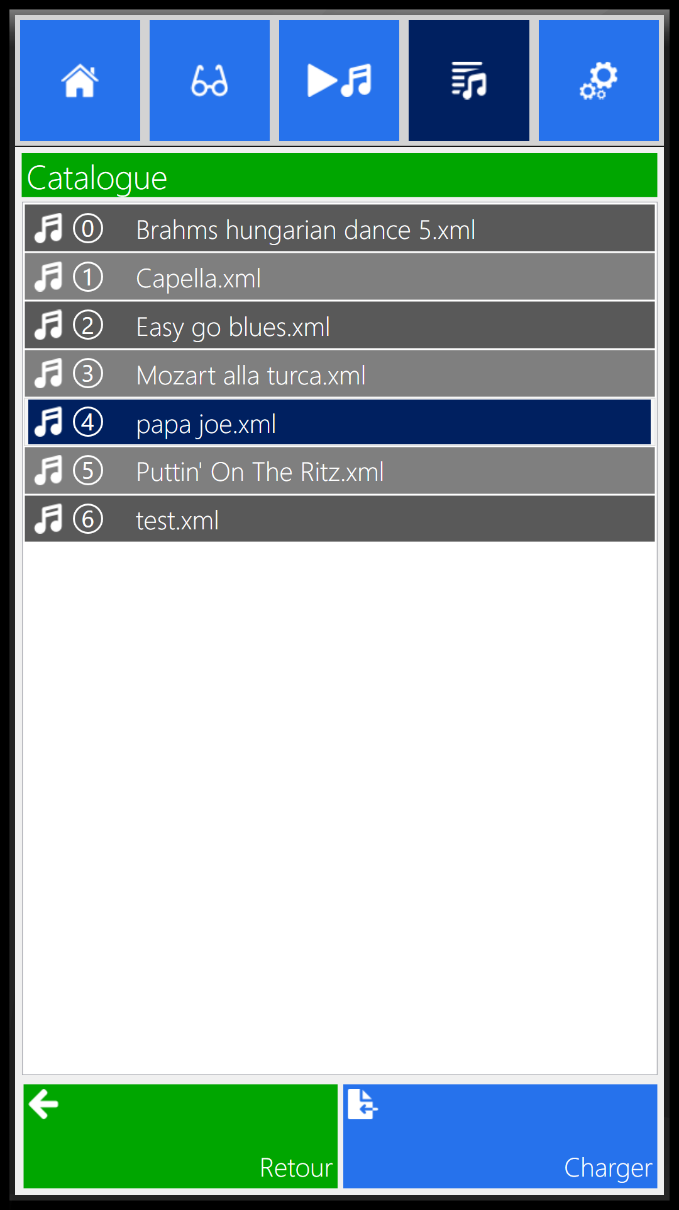 Catalogue
0 Brahms hungarian dance 5.xml
1 Capella.xml
2 Easy go blues.xml
3 Mozart alla turca.xml
4 papa joe.xml
5 Puttin' On The Ritz.xml
6 test.xml
Retour
Charger